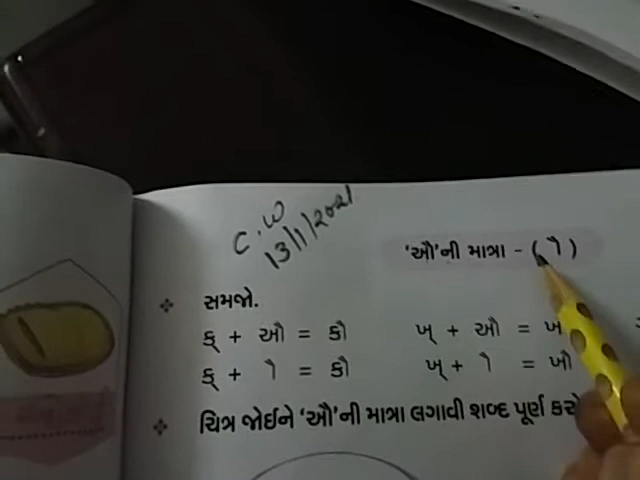 C.W
13/1/2021
'ઔ'ની માત્રા - ( ૌ )
❖ સમજો.
ક્ + ઔ = કૌ ખ્ + ઔ =
ક્ + ૌ = કૌ ખ્ + ૌ = ખૌ
❖ ચિત્ર જોઈને 'ઔ'ની માત્રા લગાવી શબ્દ પૂર્ણ કરો